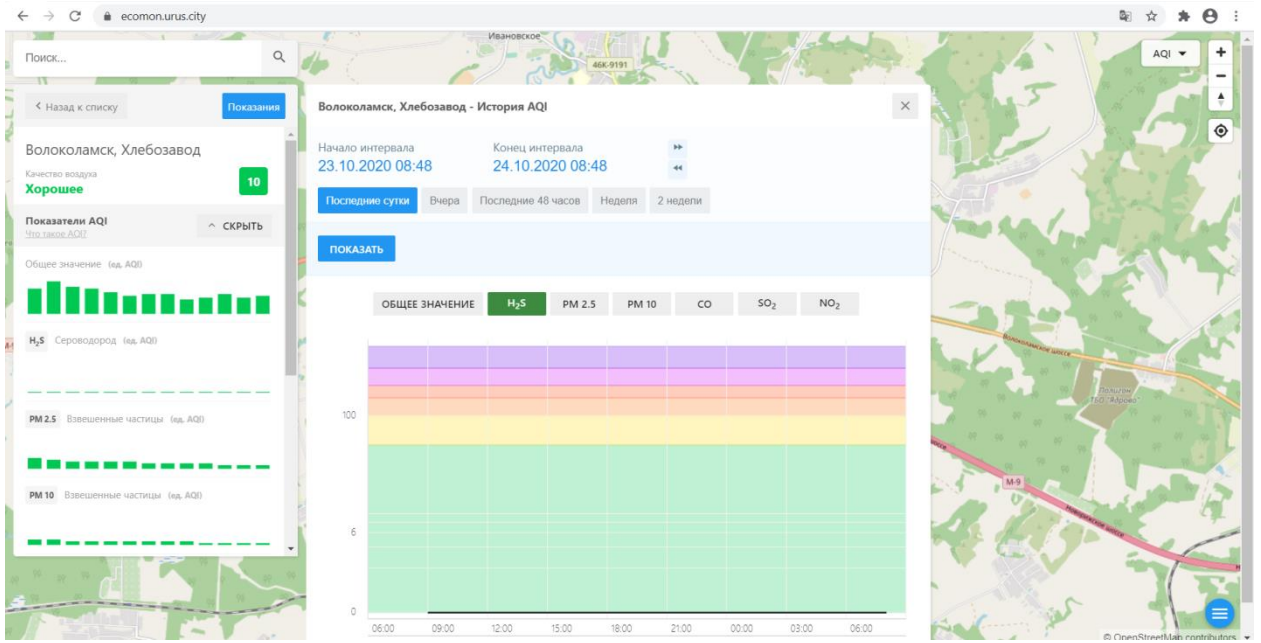 ecomon.urus.city
Поиск...
AQI
Назад к списку
Показания
Волоколамск, Хлебозавод
Качество воздуха
Хорошее
10
Показатели AQI
Что такое AQI?
СКРЫТЬ
Общее значение (ед. AQI)
H₂S Сероводород (ед. AQI)
PM 2.5 Взвешенные частицы (ед. AQI)
PM 10 Взвешенные частицы (ед. AQI)
Волоколамск, Хлебозавод - История AQI
Начало интервала Конец интервала
23.10.2020 08:48 24.10.2020 08:48
Последние сутки Вчера Последние 48 часов Неделя 2 недели
ПОКАЗАТЬ
ОБЩЕЕ ЗНАЧЕНИЕ H₂S PM 2.5 PM 10 CO SO₂ NO₂
100
6
0
06:00 09:00 12:00 15:00 18:00 21:00 00:00 03:00 06:00
Ивановское
46К-9191
Волоколамское шоссе
Полигон
ТБО "Ядрово"
М-9
Новорижское шоссе
© OpenStreetMap contributors